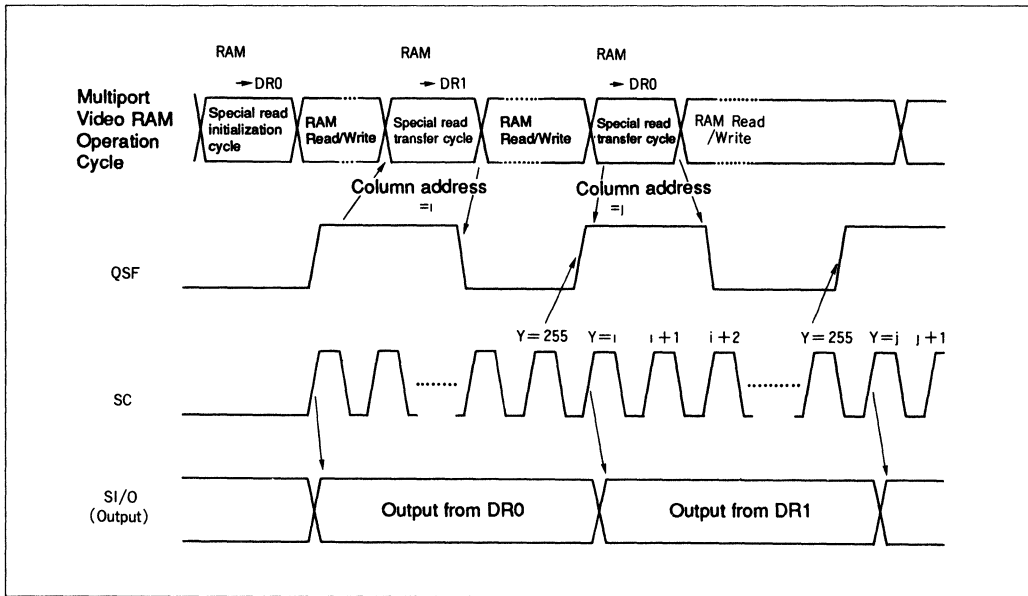 RAM
→ DR0
RAM
→ DR1
RAM
→ DR0
Multiport
Video RAM
Operation
Cycle
Special read
initialization
cycle
RAM
Read/Write
Special read
transfer cycle
RAM
Read/Write
Special read
transfer cycle
RAM Read
/Write
Column address
=ı
Column address
=ȷ
QSF
Y=255
Y=ı
ı+1
i+2
Y=255
Y=j
ȷ+1
SC
SI/O
(Output)
Output from DR0
Output from DR1